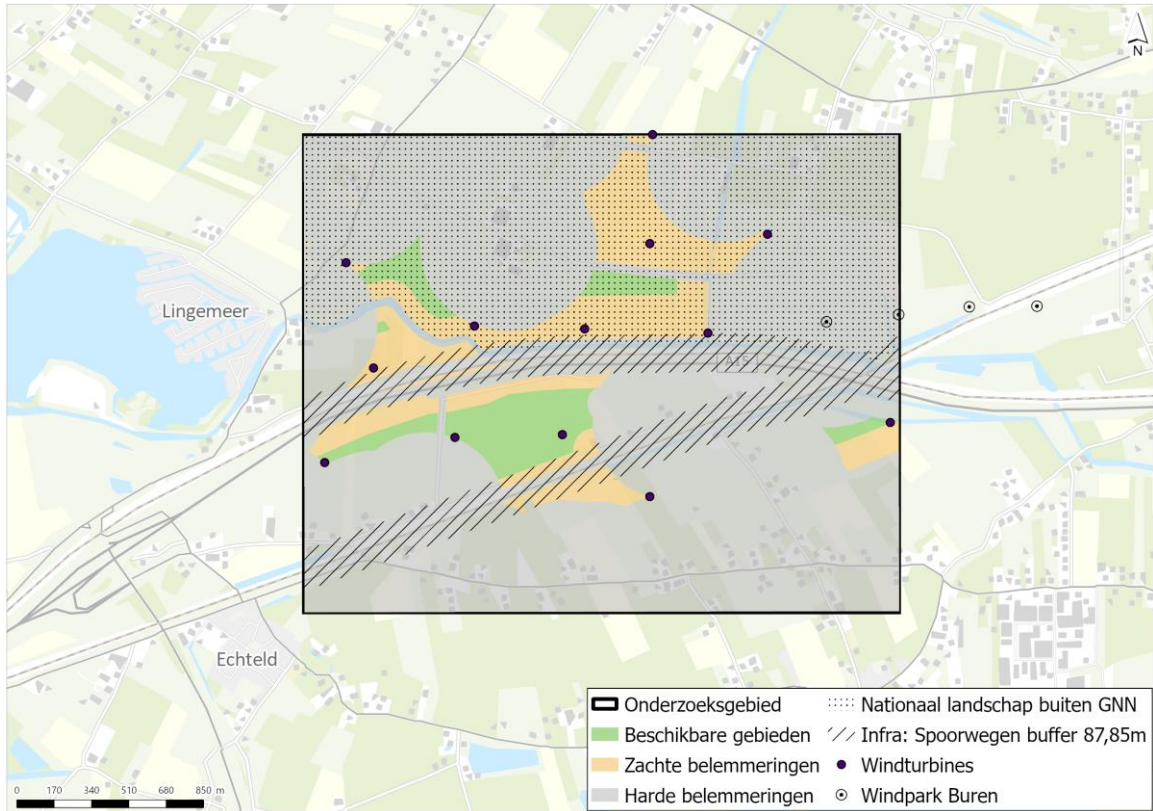 N
Lingemeer
A15
Echteld
Onderzoeksgebied
Beschikbare gebieden
Zachte belemmeringen
Harde belemmeringen
Nationaal landschap buiten GNN
Infra: Spoorwegen buffer 87,85m
Windturbines
Windpark Buren
0 170 340 510 680 850 m